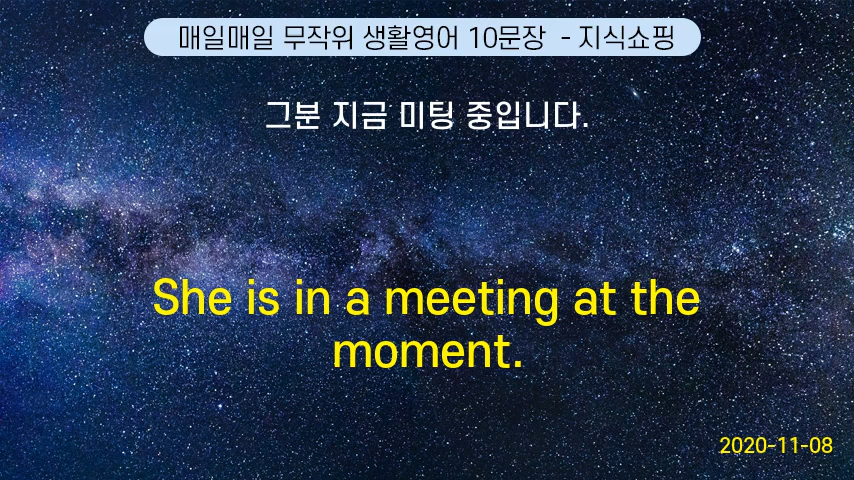 매일매일 무작위 생활영어 10문장 - 지식쇼핑
그분 지금 미팅 중입니다.
She is in a meeting at the
moment.
2020-11-08